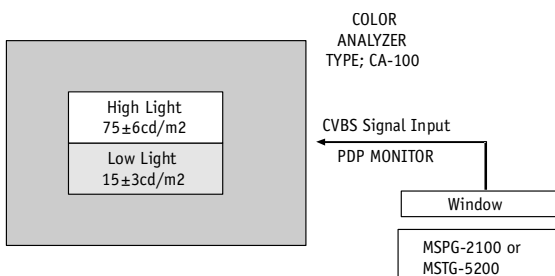 COLOR
ANALYZER
TYPE; CA-100
High Light
75±6cd/m2
Low Light
15±3cd/m2
CVBS Signal Input
PDP MONITOR
Window
MSPG-2100 or
MSTG-5200